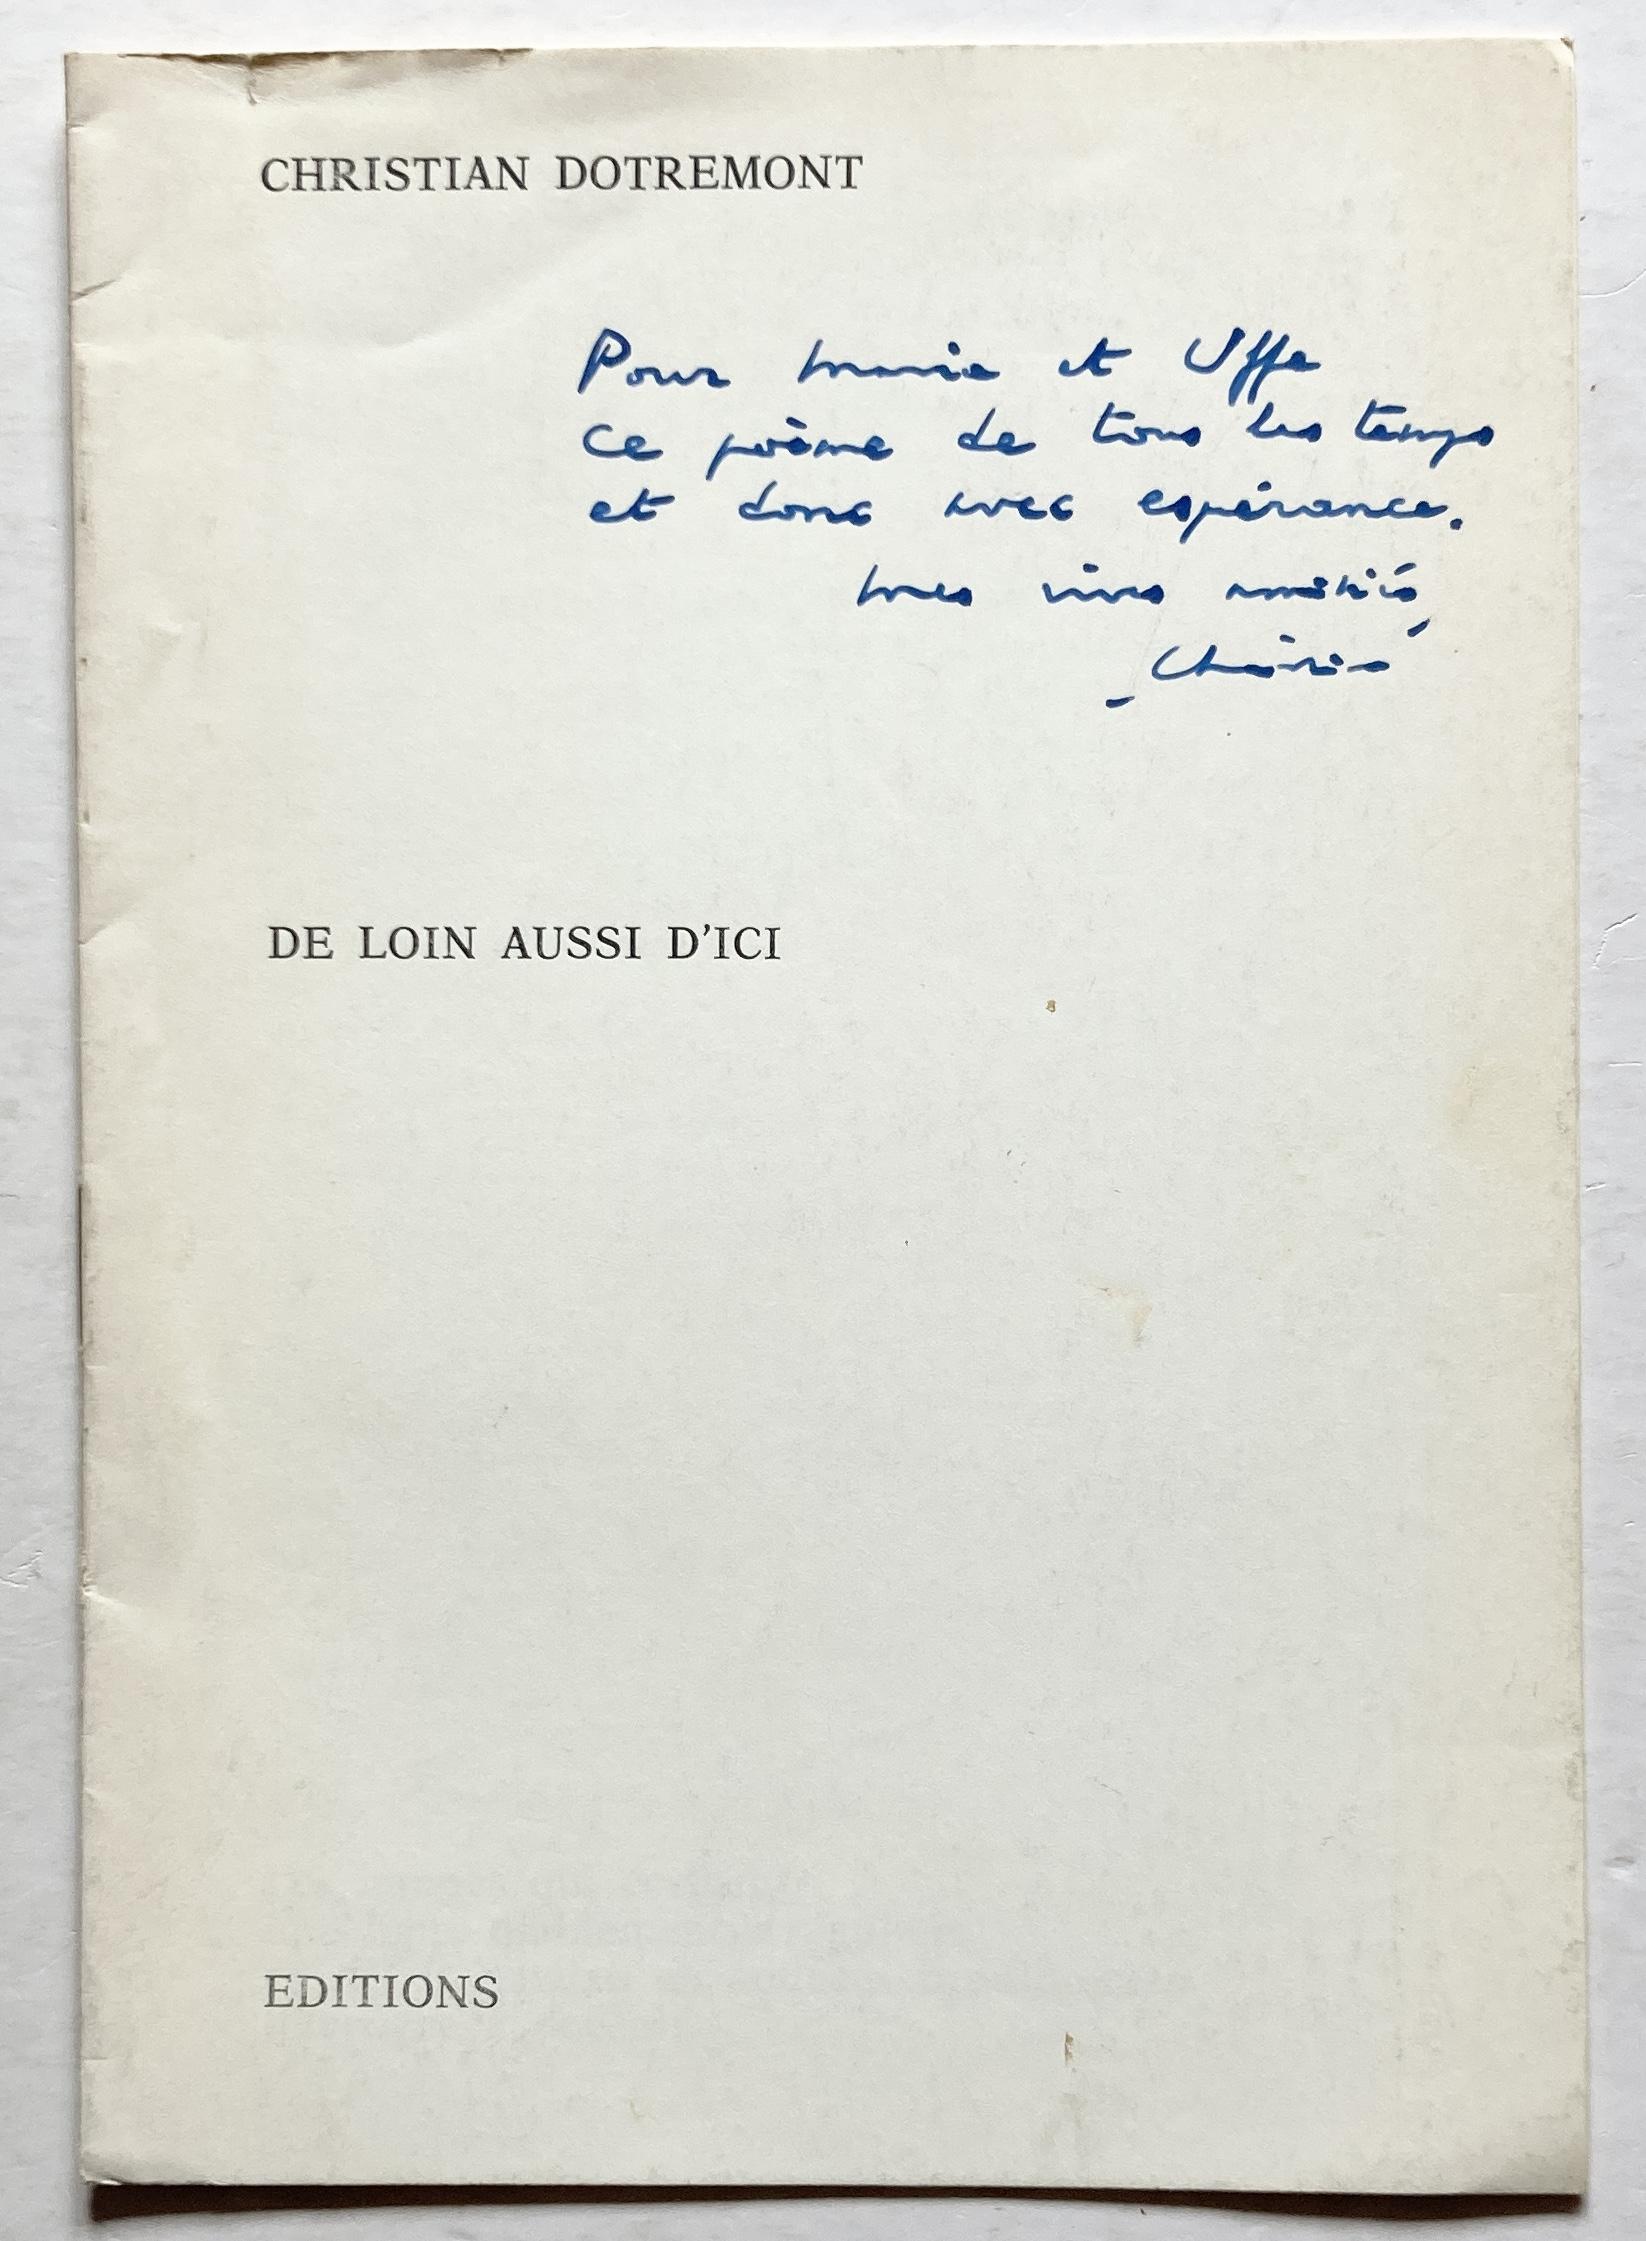 CHRISTIAN DOTREMONT
Pour maria et Uffe
Ce poème de tous les temps
et donc avec espérance.
mes vives amitiés
DE LOIN AUSSI D'ICI
EDITIONS